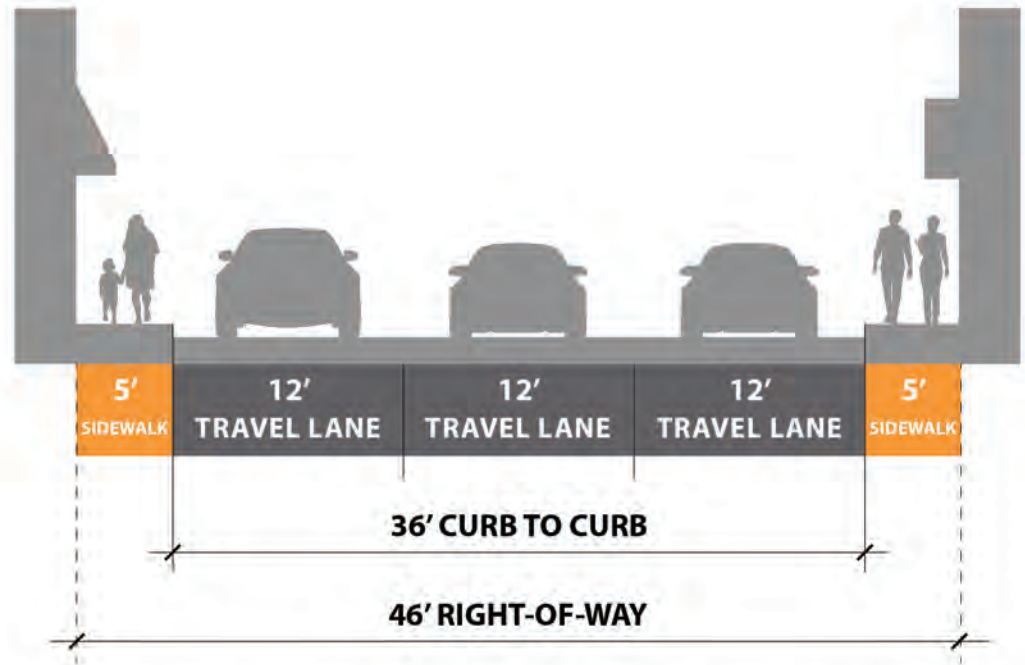 5′
SIDEWALK
12′
TRAVEL LANE
12′
TRAVEL LANE
12′
TRAVEL LANE
5′
SIDEWALK
36′ CURB TO CURB
46′ RIGHT-OF-WAY